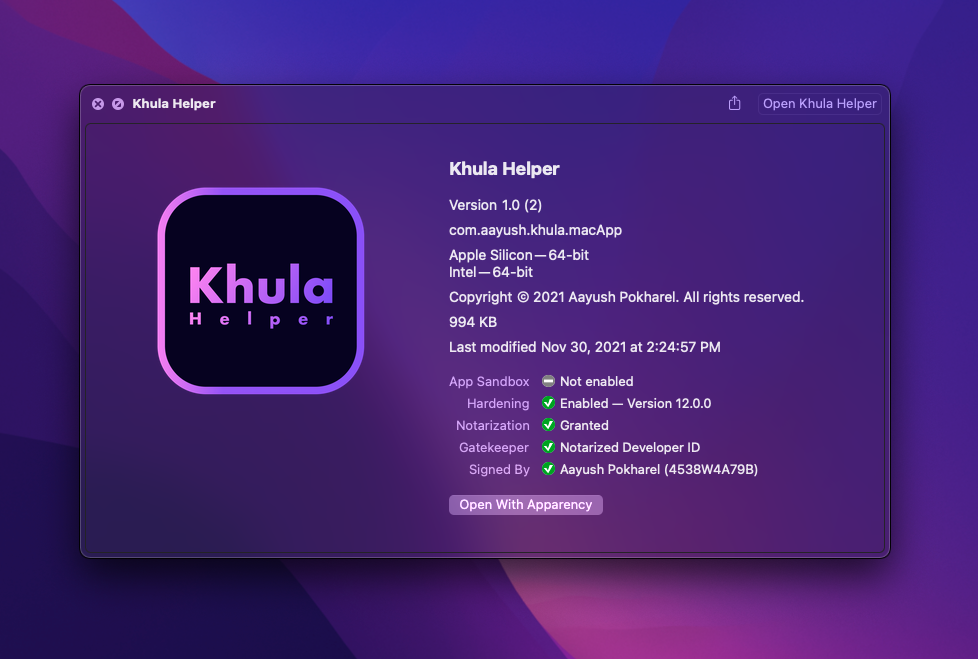 Khula Helper
Open Khula Helper
Khula
Helper
Khula Helper
Version 1.0 (2)
com.aayush.khula.macApp
Apple Silicon — 64-bit
Intel — 64-bit
Copyright © 2021 Aayush Pokharel. All rights reserved.
994 KB
Last modified Nov 30, 2021 at 2:24:57 PM
App Sandbox Not enabled
Hardening Enabled — Version 12.0.0
Notarization Granted
Gatekeeper Notarized Developer ID
Signed By Aayush Pokharel (4538W4A79B)
Open With Apparency